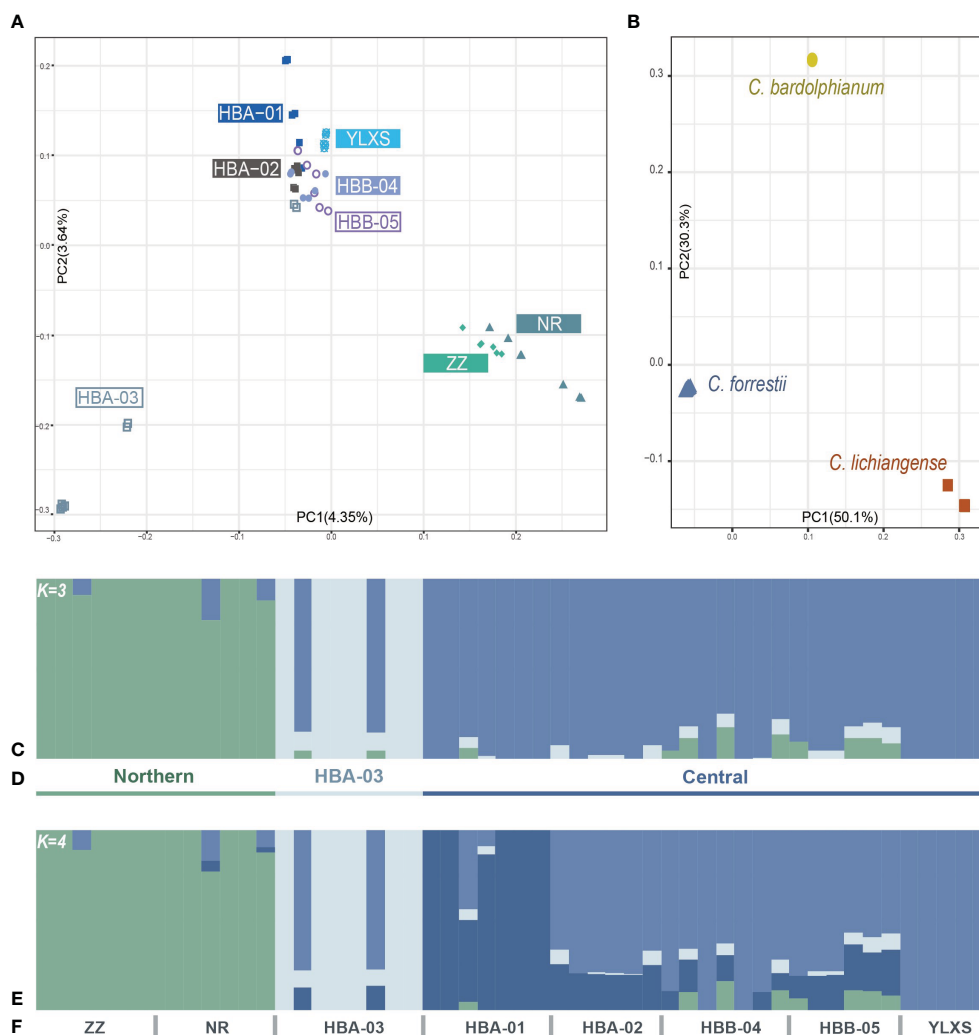 A
B
0.2
HBA−01
YLXS
0.1
HBA−02
HBB-04
HBB-05
PC2(3.64%)
0.0
−0.1
NR
ZZ
HBA-03
−0.2
−0.3
PC1(4.35%)
−0.3
−0.2
−0.1
0.0
0.1
0.2
0.3
C. bardolphianum
0.2
PC2(30.3%)
0.1
0.0
C. forrestii
−0.1
C. lichiangense
PC1(50.1%)
0.0
0.1
0.2
0.3
K=3
C
D
Northern
HBA-03
Central
K=4
E
F
ZZ
NR
HBA-03
HBA-01
HBA-02
HBB-04
HBB-05
YLXS